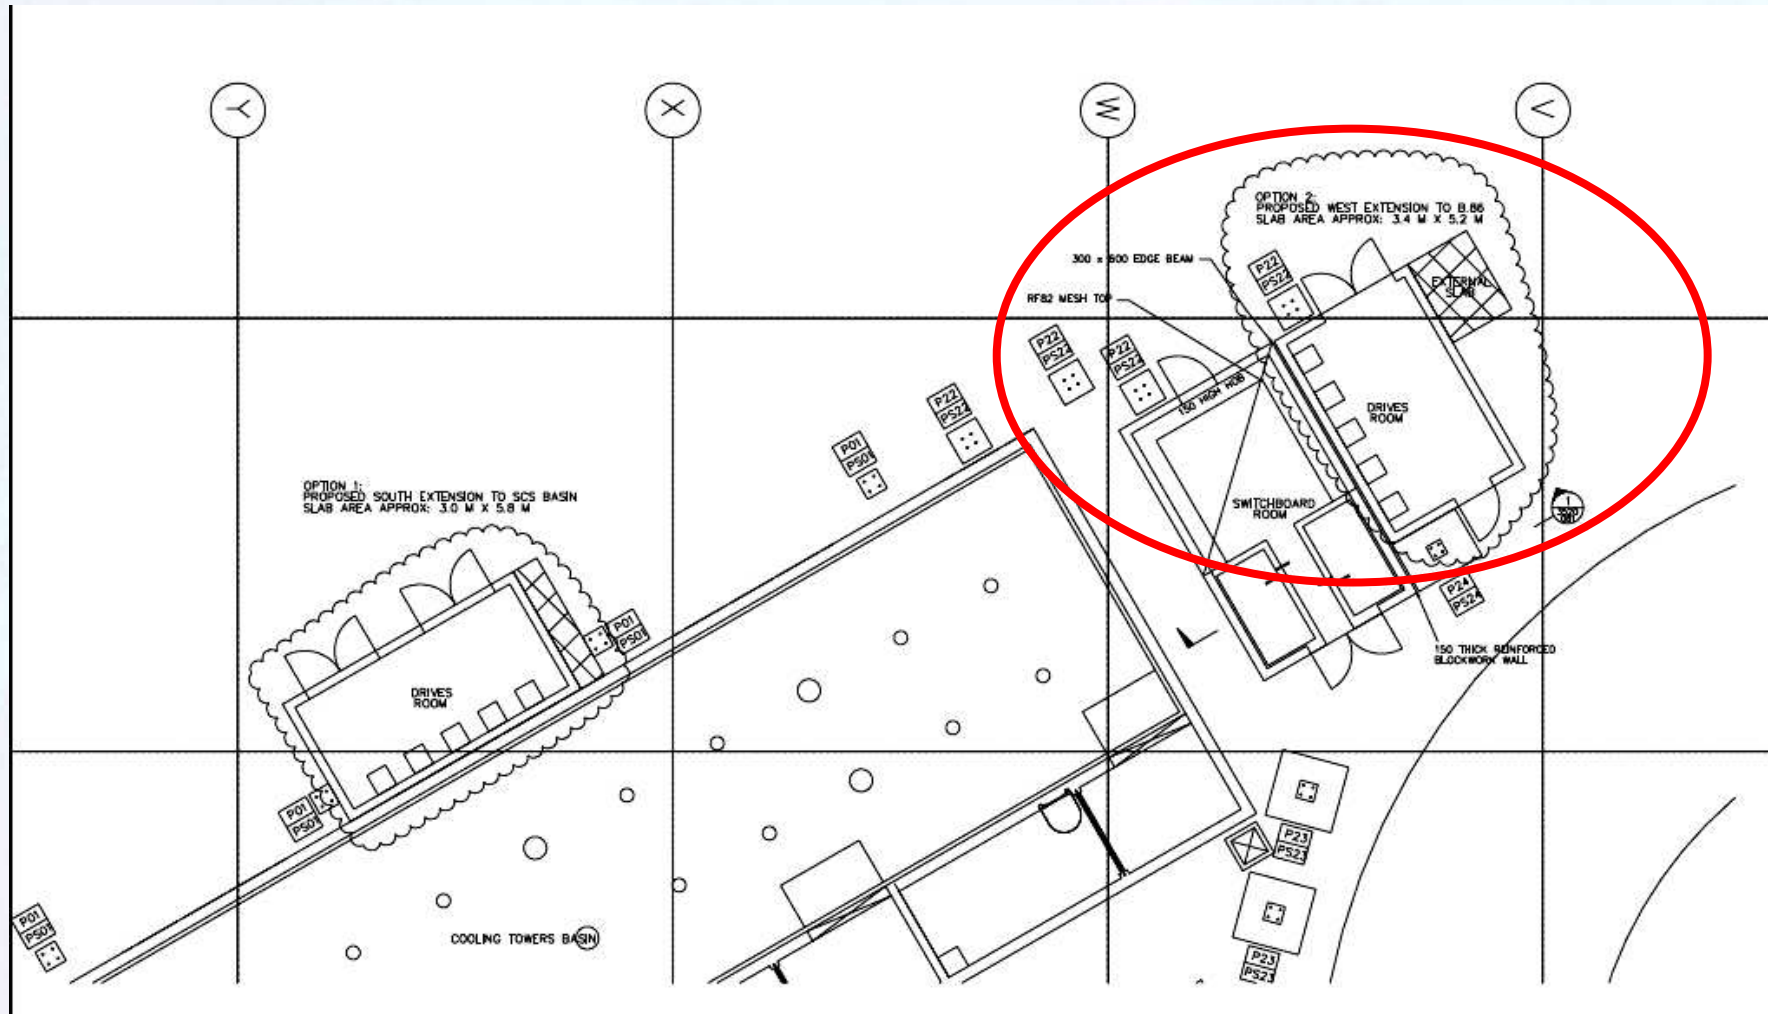 Y
X
W
V
OPTION 2:
PROPOSED WEST EXTENSION TO B.86
SLAB AREA APPROX: 3.4 M X 5.2 M
300 x 600 EDGE BEAM
RF82 MESH TOP
P22
PS22
EXTERNAL
SLAB
P22
PS22
P22
PS22
150 HIGH HOB
P22
PS22
DRIVES
ROOM
P01
PS01
OPTION 1:
PROPOSED SOUTH EXTENSION TO SCS BASIN
SLAB AREA APPROX: 3.0 M X 5.8 M
SWITCHBOARD
ROOM
1
P24
PS24
P01
PS01
150 THICK REINFORCED
BLOCKWORK WALL
DRIVES
ROOM
P01
PS01
P23
PS23
P01
PS01
COOLING TOWERS BASIN
P23
PS23